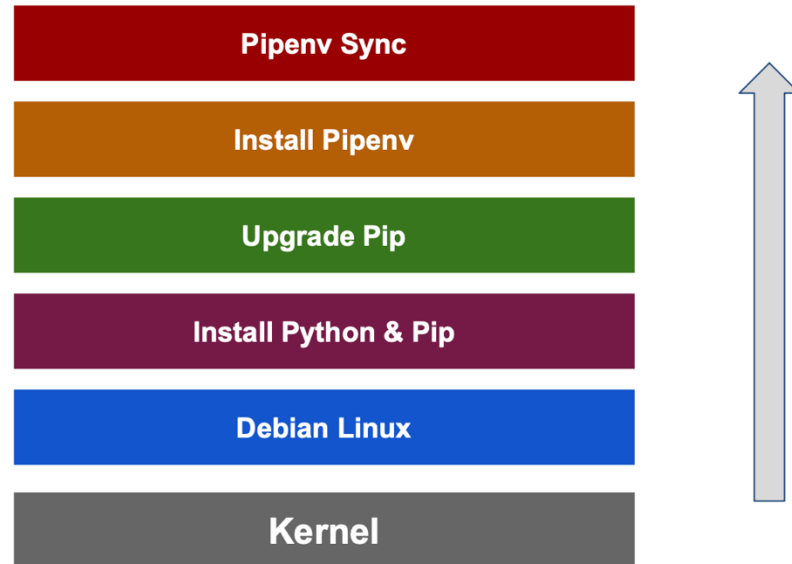 Pipenv Sync
Install Pipenv
Upgrade Pip
Install Python & Pip
Debian Linux
Kernel